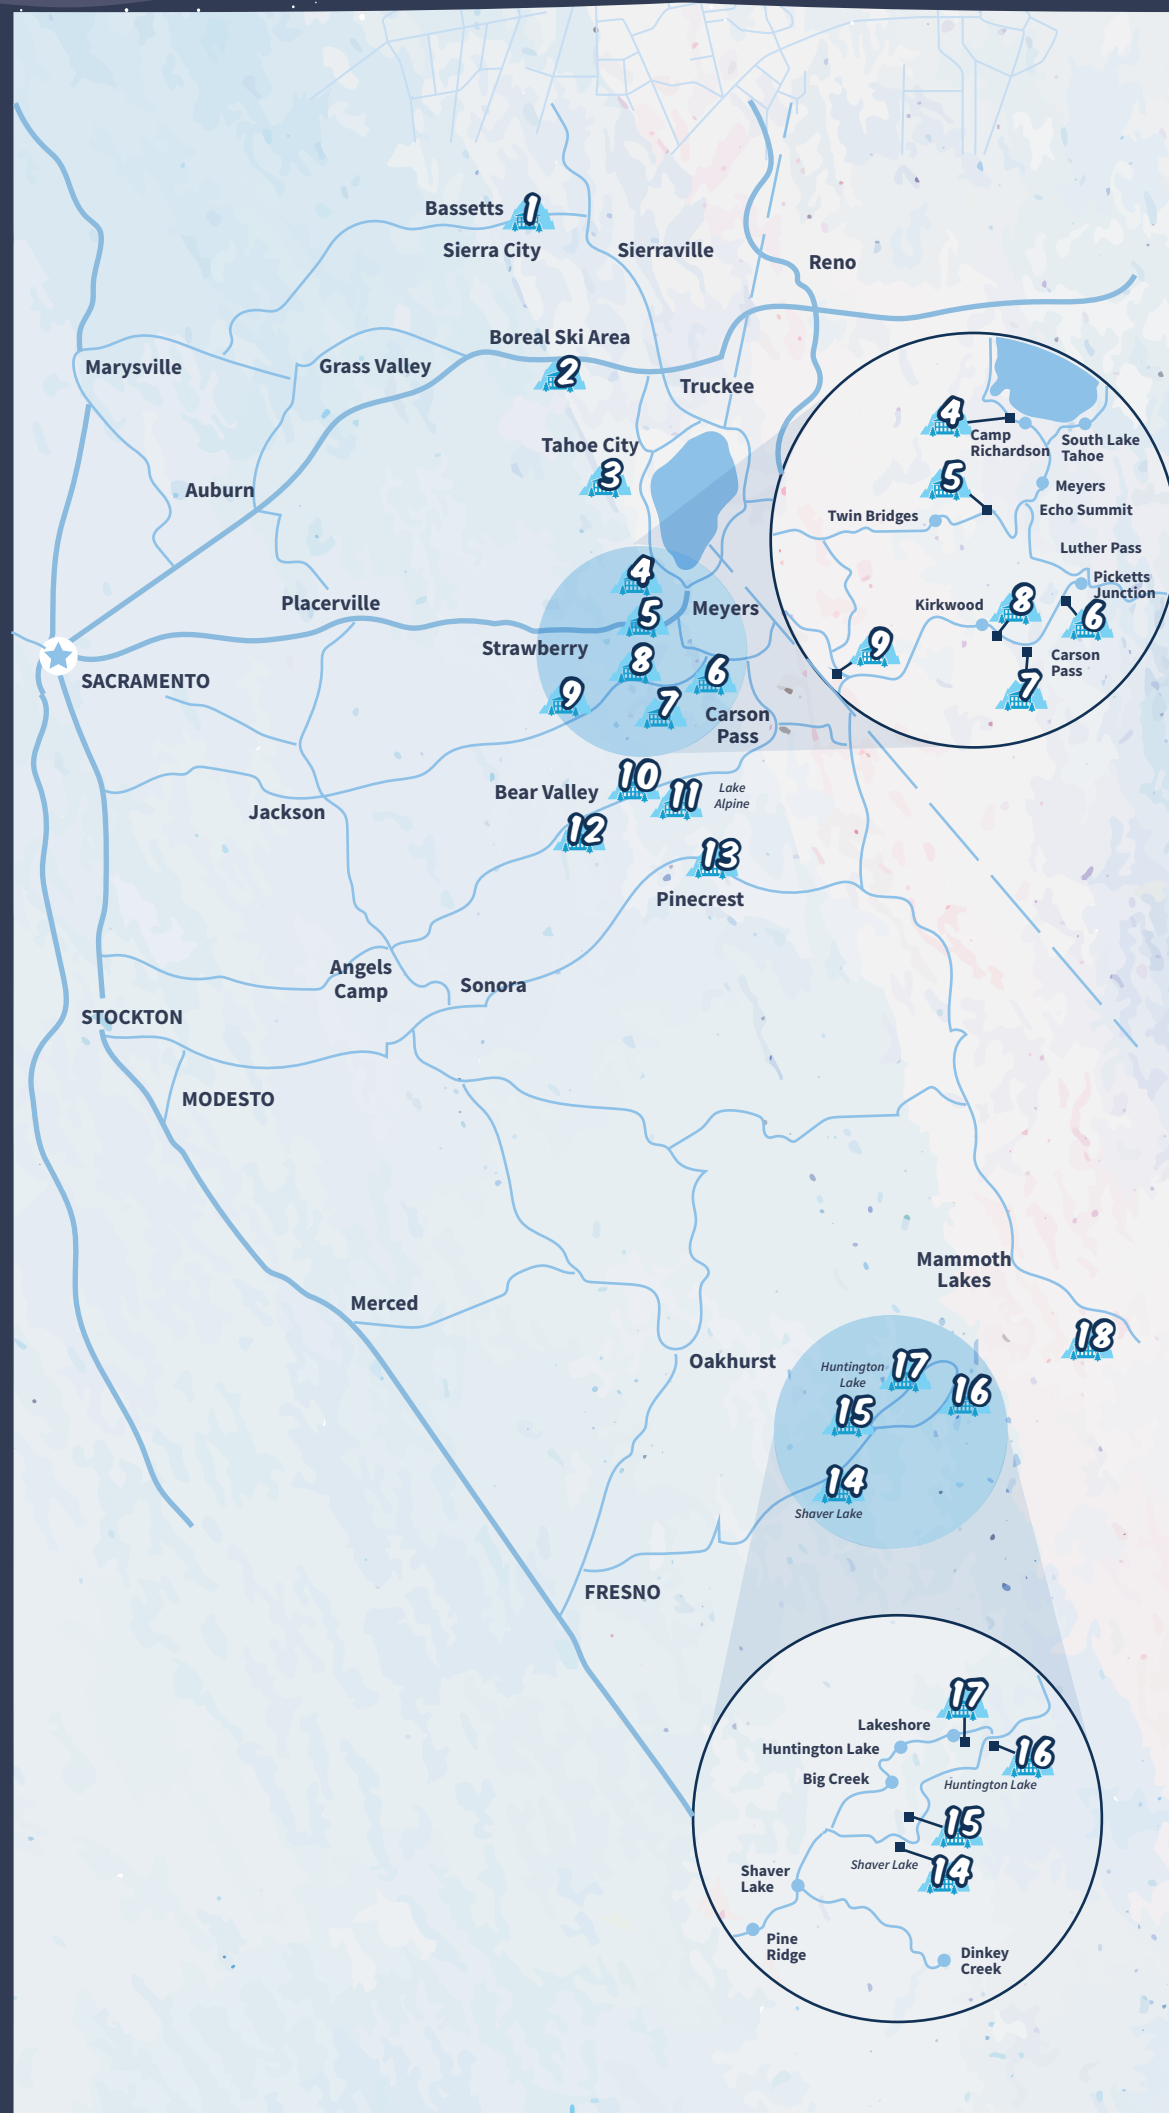 1
Bassetts
Sierra City
Sierraville
Reno
Boreal Ski Area
2
Marysville
Grass Valley
Truckee
Tahoe City
3
Auburn
4
Camp
Richardson
South Lake
Tahoe
5
Meyers
Twin Bridges
Echo Summit
Luther Pass
Picketts
Junction
Kirkwood
8
6
9
Carson
Pass
7
4
Placerville
5
Meyers
Strawberry
8
6
9
7
Carson
Pass
SACRAMENTO
10
Bear Valley
11
Lake
Alpine
Jackson
12
13
Pinecrest
Angels
Camp
Sonora
STOCKTON
MODESTO
Mammoth
Lakes
Merced
18
Oakhurst
Huntington
Lake
17
16
15
14
Shaver Lake
FRESNO
17
Lakeshore
Huntington Lake
16
Big Creek
Huntington Lake
15
Shaver Lake
14
Shaver
Lake
Pine
Ridge
Dinkey
Creek